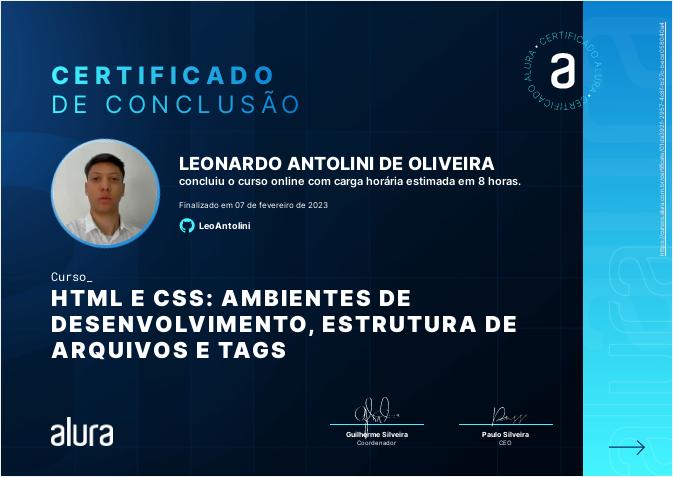 CERTIFICADO
DE CONCLUSÃO
CERTIFICADO ALURA • CERTIFICADO ALURA •
a
LEONARDO ANTOLINI DE OLIVEIRA
concluiu o curso online com carga horária estimada em 8 horas.
Finalizado em 07 de fevereiro de 2023
LeoAntolini
Curso_
HTML E CSS: AMBIENTES DE
DESENVOLVIMENTO, ESTRUTURA DE
ARQUIVOS E TAGS
alura
Guilherme Silveira
Coordenador
Paulo Silveira
CEO
alura